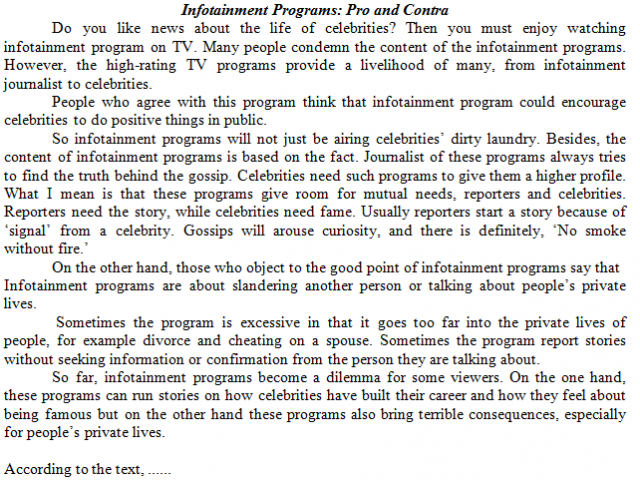 Infotainment Programs: Pro and Contra
Do you like news about the life of celebrities? Then you must enjoy watching
infotainment program on TV. Many people condemn the content of the infotainment programs.
However, the high-rating TV programs provide a livelihood of many, from infotainment
journalist to celebrities.
People who agree with this program think that infotainment program could encourage
celebrities to do positive things in public.
So infotainment programs will not just be airing celebrities’ dirty laundry. Besides, the
content of infotainment programs is based on the fact. Journalist of these programs always tries
to find the truth behind the gossip. Celebrities need such programs to give them a higher profile.
What I mean is that these programs give room for mutual needs, reporters and celebrities.
Reporters need the story, while celebrities need fame. Usually reporters start a story because of
‘signal’ from a celebrity. Gossips will arouse curiosity, and there is definitely, ‘No smoke
without fire.’
On the other hand, those who object to the good point of infotainment programs say that
Infotainment programs are about slandering another person or talking about people’s private
lives.
Sometimes the program is excessive in that it goes too far into the private lives of
people, for example divorce and cheating on a spouse. Sometimes the program report stories
without seeking information or confirmation from the person they are talking about.
So far, infotainment programs become a dilemma for some viewers. On the one hand,
these programs can run stories on how celebrities have built their career and how they feel about
being famous but on the other hand these programs also bring terrible consequences, especially
for people’s private lives.
According to the text, ......